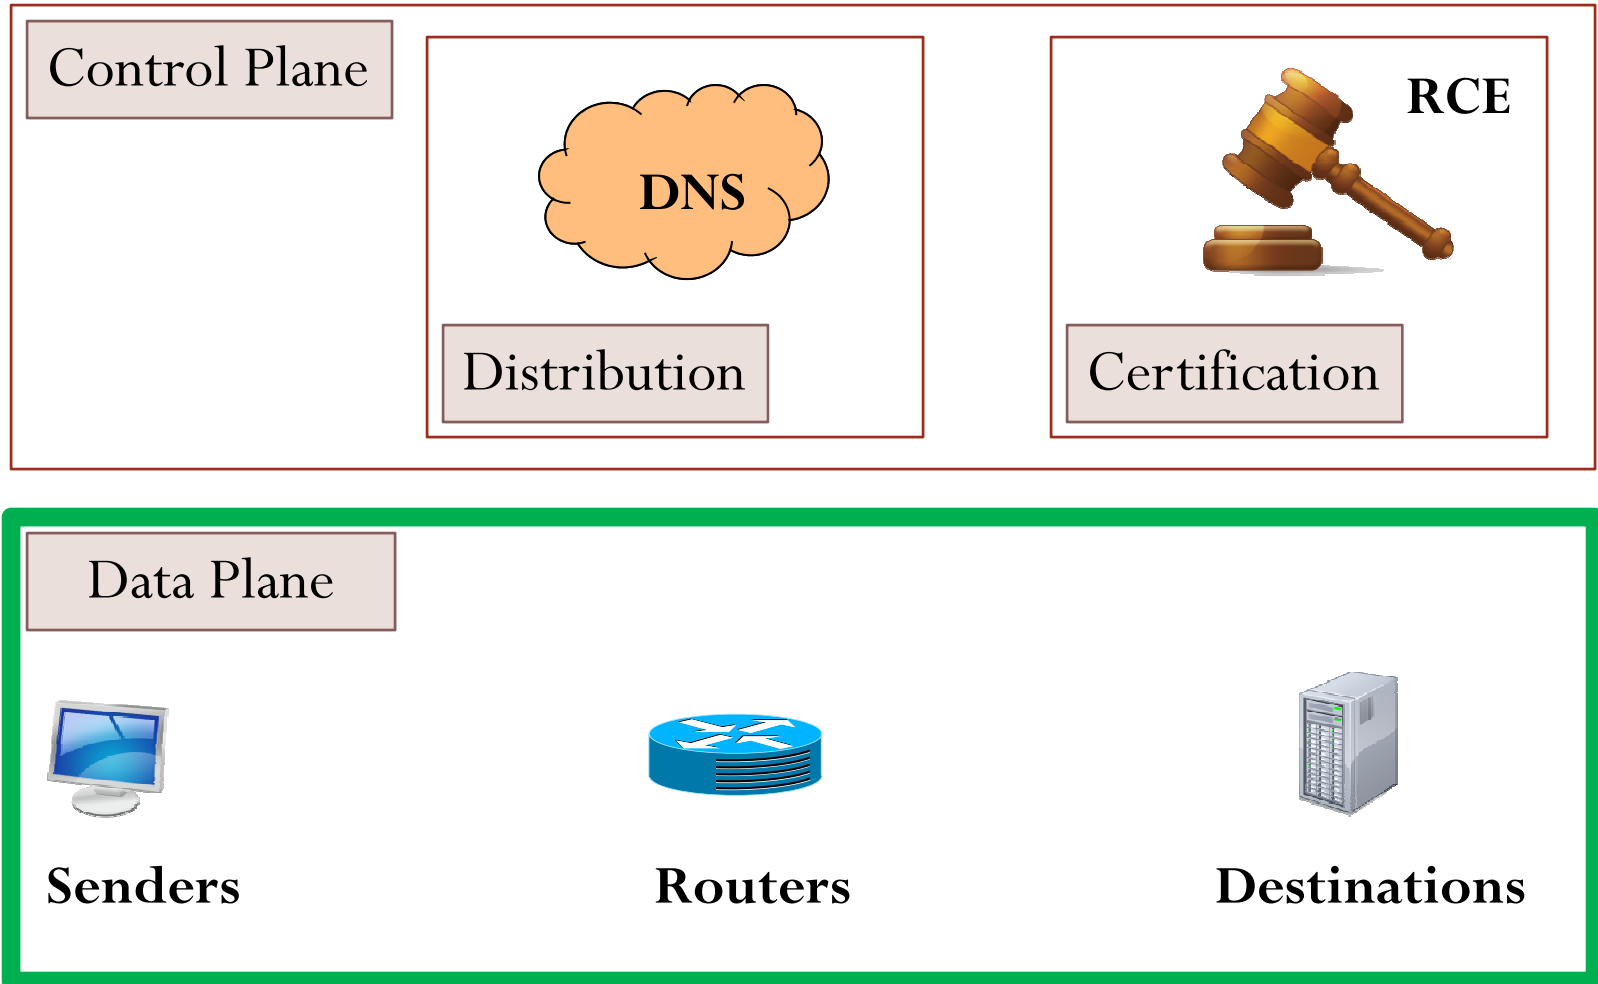 Control Plane
DNS
RCE
Distribution
Certification
Data Plane
Senders
Routers
Destinations